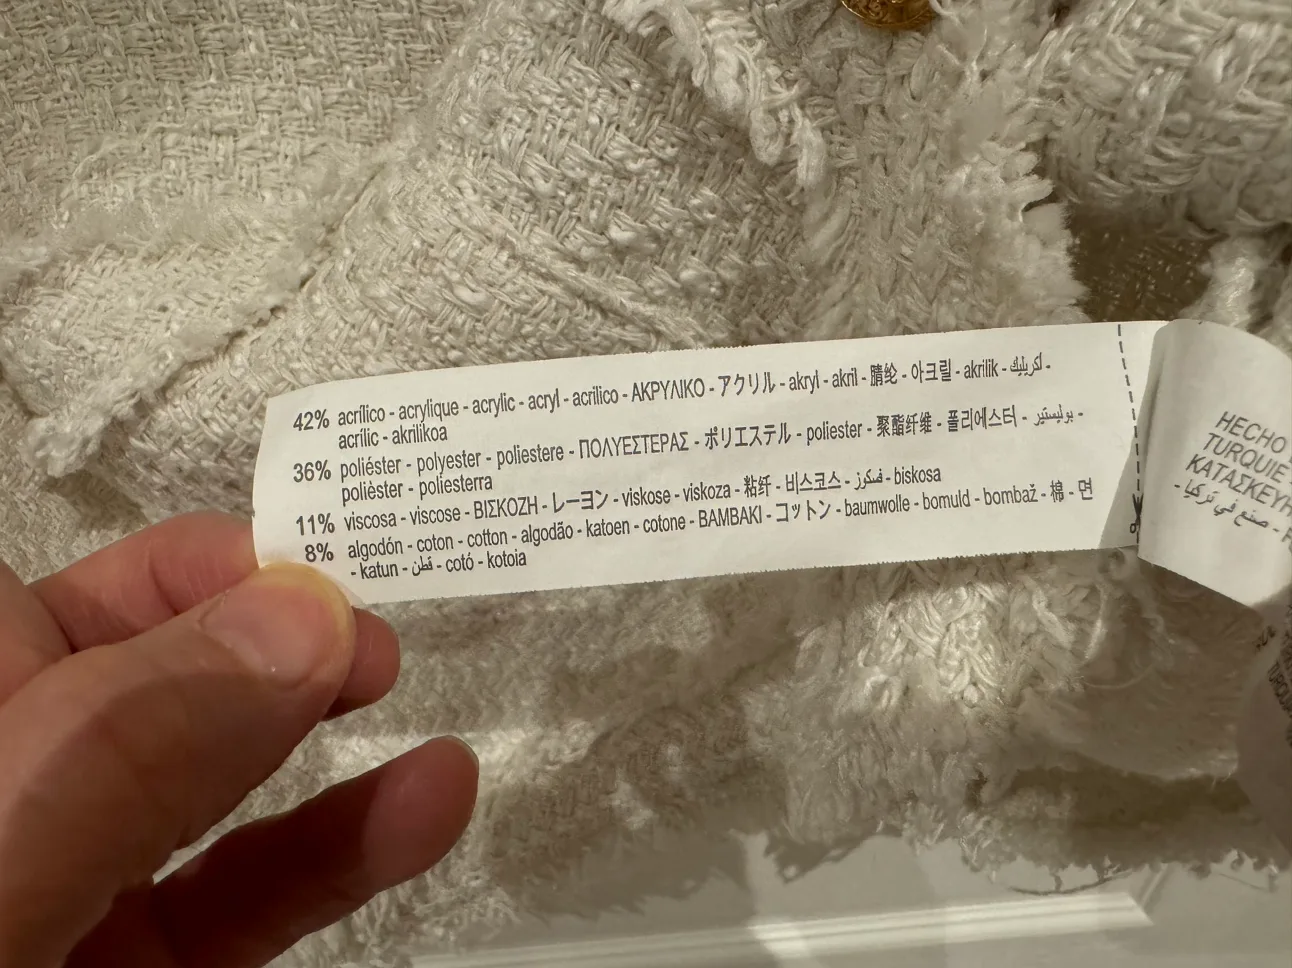 42% acrílico - acrylique - acrylic - acryl - acrilico - ΑΚΡΥΛΙΚΟ - アクリル - akryl - akril - 腈纶 - 아크릴 - akrilik - اكريليك -
acrílic - akrilikoa
36% poliéster - polyester - poliestere - ΠΟΛΥΕΣΤΕΡΑΣ - ポリエステル - poliester - 聚酯纤维 - 폴리에스터 - بوليستير -
polièster - poliesterra
11% viscosa - viscose - ΒΙΣΚΟΖΗ - レーヨン - viskose - viskoza - 粘纤 - 비스코스 - فسكوز - biskosa
8% algodón - coton - cotton - algodão - katoen - cotone - ΒΑΜΒΑΚΙ - コットン - baumwolle - bomuld - bombaž - 棉 - 면
- katun - قطن - cotó - kotoia
HECHO
TURQUIE
ΚΑΤΑΣΚΕΥΗ
- صنع في تركيا -